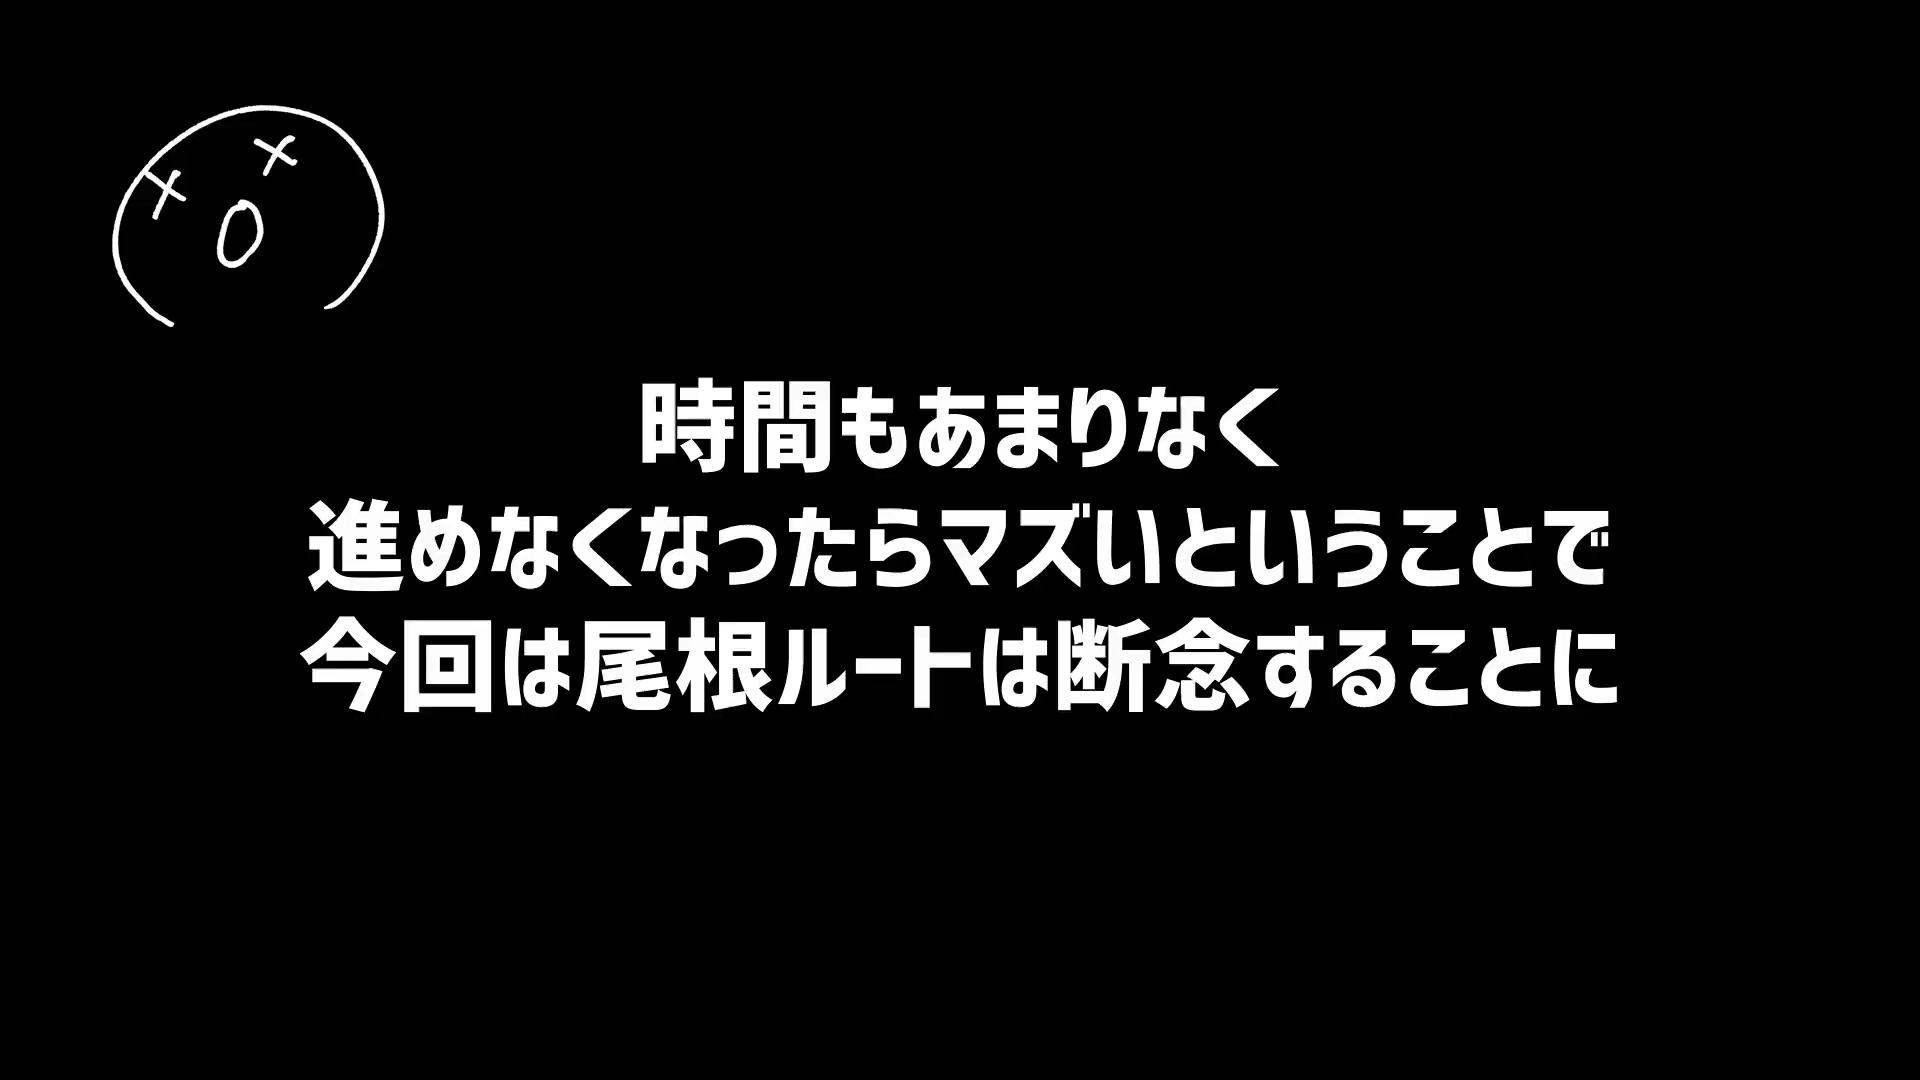 時間もあまりなく
進めなくなったらマズいということで
今回は尾根ルートは断念することに